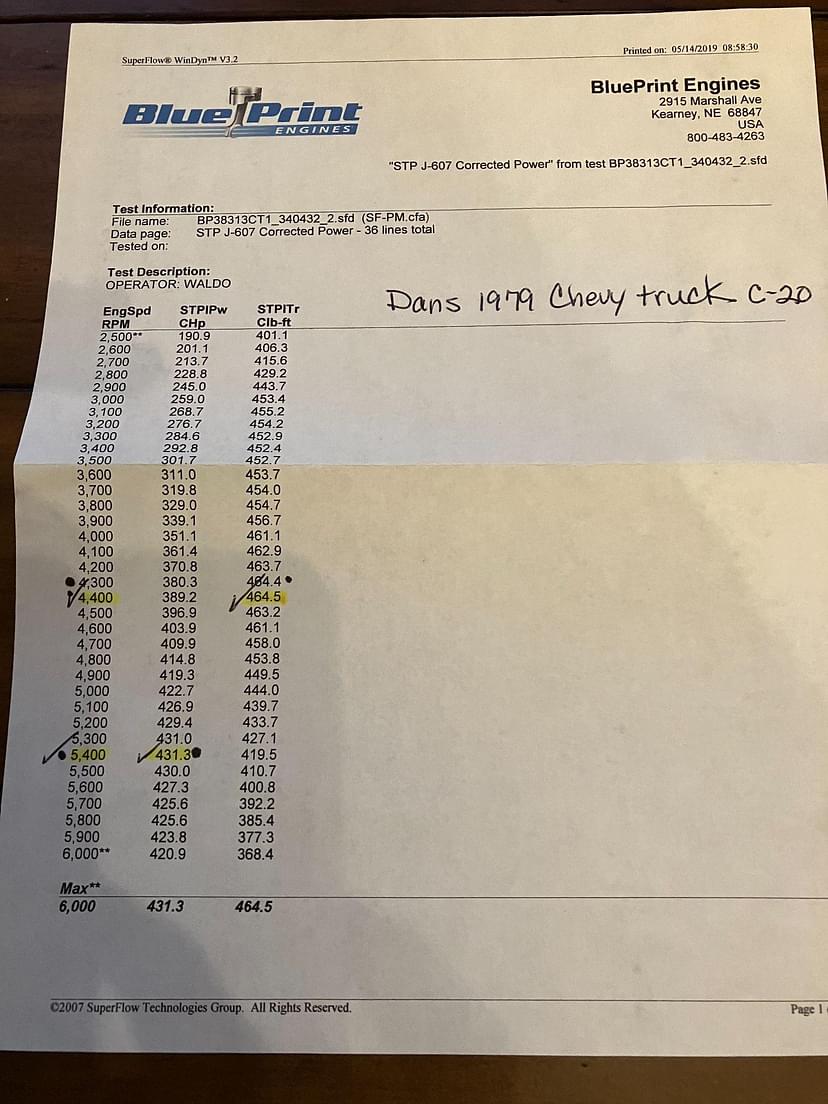 SuperFlow® WinDyn™ V3.2
Printed on: 05/14/2019 08:58:30
BluePrint
ENGINES
BluePrint Engines
2915 Marshall Ave
Kearney, NE 68847
USA
800-483-4263
"STP J-607 Corrected Power" from test BP38313CT1_340432_2.sfd
Test Information:
File name: BP38313CT1_340432_2.sfd (SF-PM.cfa)
Data page: STP J-607 Corrected Power - 36 lines total
Tested on:
Test Description:
OPERATOR: WALDO
Dans 1979 Chevy truck C-20
EngSpd STPIPw STPITr
RPM CHp Clb-ft
2,500** 190.9 401.1
2,600 201.1 406.3
2,700 213.7 415.6
2,800 228.8 429.2
2,900 245.0 443.7
3,000 259.0 453.4
3,100 268.7 455.2
3,200 276.7 454.2
3,300 284.6 452.9
3,400 292.8 452.4
3,500 301.7 452.7
3,600 311.0 453.7
3,700 319.8 454.0
3,800 329.0 454.7
3,900 339.1 456.7
4,000 351.1 461.1
4,100 361.4 462.9
4,200 370.8 463.7
4,300 380.3 464.4
4,400 389.2 464.5
4,500 396.9 463.2
4,600 403.9 461.1
4,700 409.9 458.0
4,800 414.8 453.8
4,900 419.3 449.5
5,000 422.7 444.0
5,100 426.9 439.7
5,200 429.4 433.7
5,300 431.0 427.1
5,400 431.3 419.5
5,500 430.0 410.7
5,600 427.3 400.8
5,700 425.6 392.2
5,800 425.6 385.4
5,900 423.8 377.3
6,000** 420.9 368.4
Max**
6,000 431.3 464.5
©2007 SuperFlow Technologies Group. All Rights Reserved.
Page 1